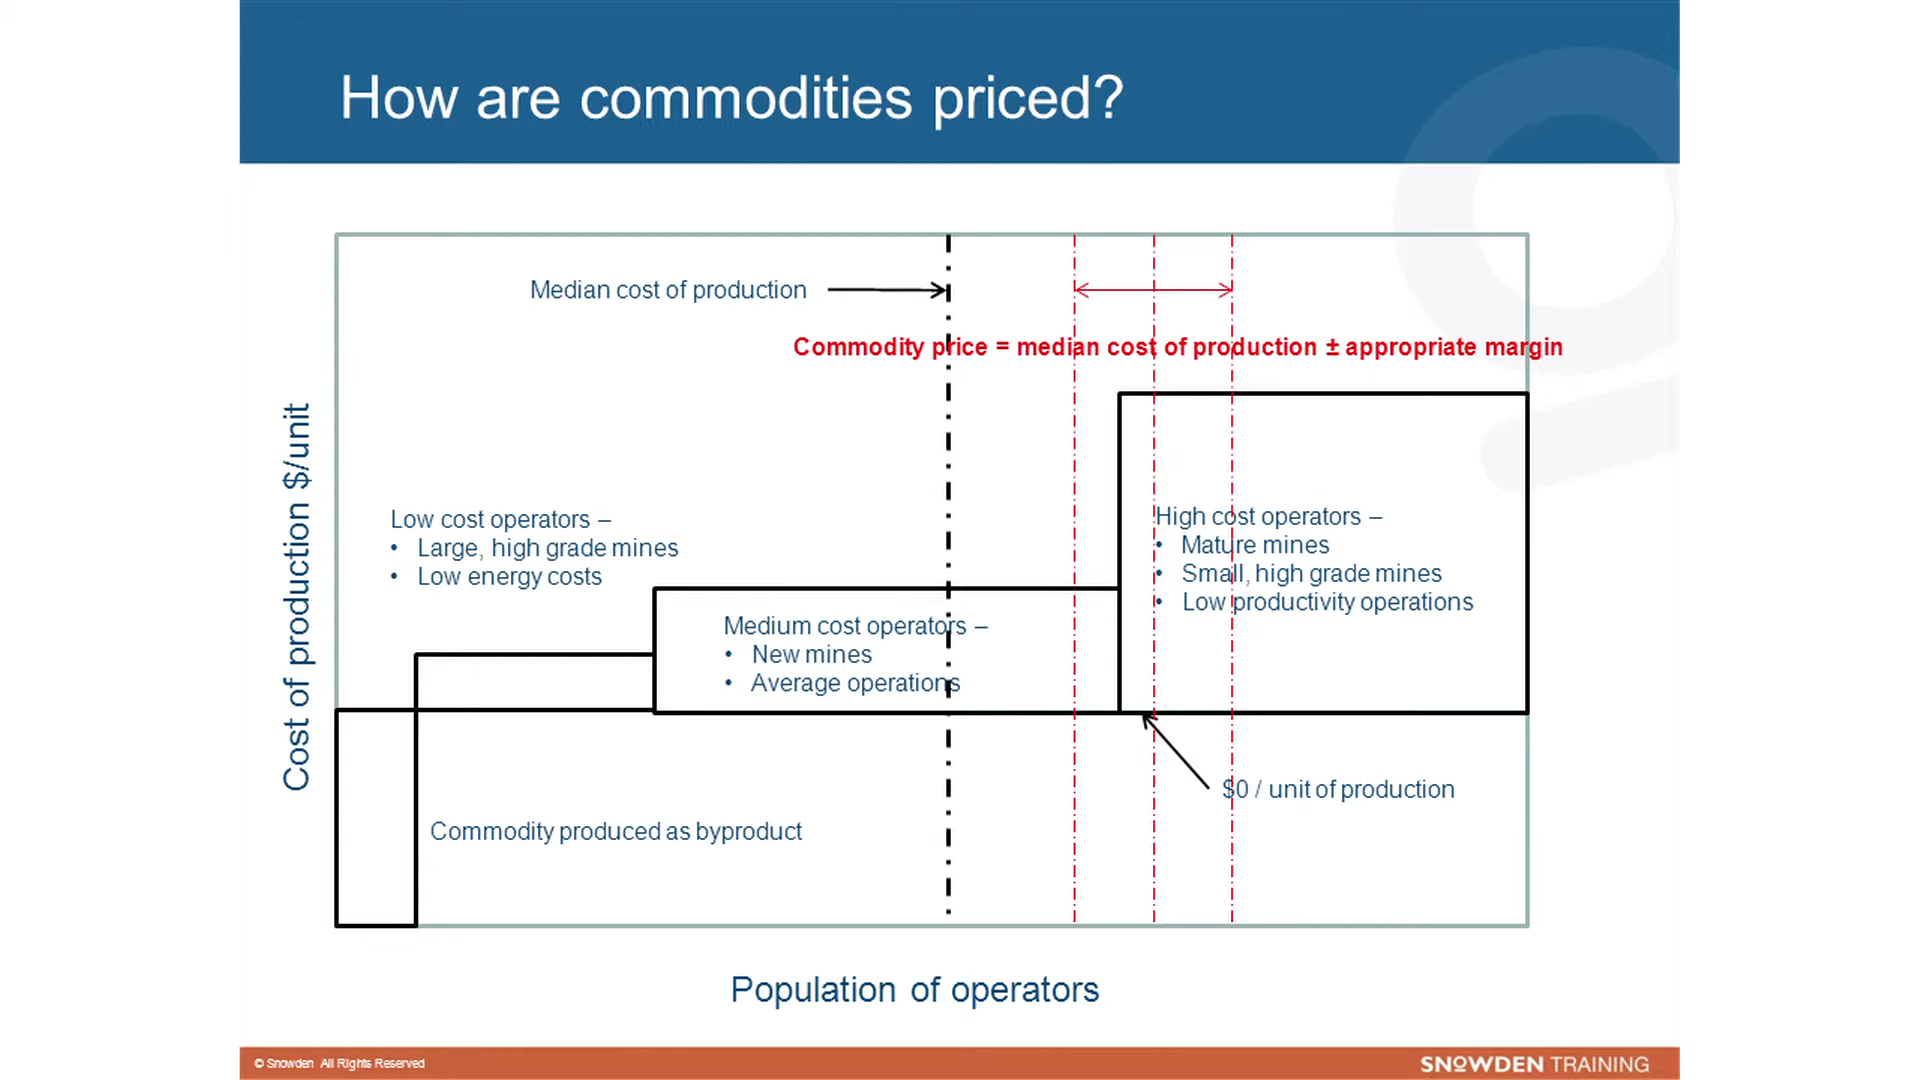 How are commodities priced?
Median cost of production
Commodity price = median cost of production ± appropriate margin
Cost of production $/unit
Low cost operators –
• Large, high grade mines
• Low energy costs
High cost operators –
• Mature mines
• Small, high grade mines
• Low productivity operations
Medium cost operators –
• New mines
• Average operations
$0 / unit of production
Commodity produced as byproduct
Population of operators
© Snowden All Rights Reserved
SNOWDEN TRAINING